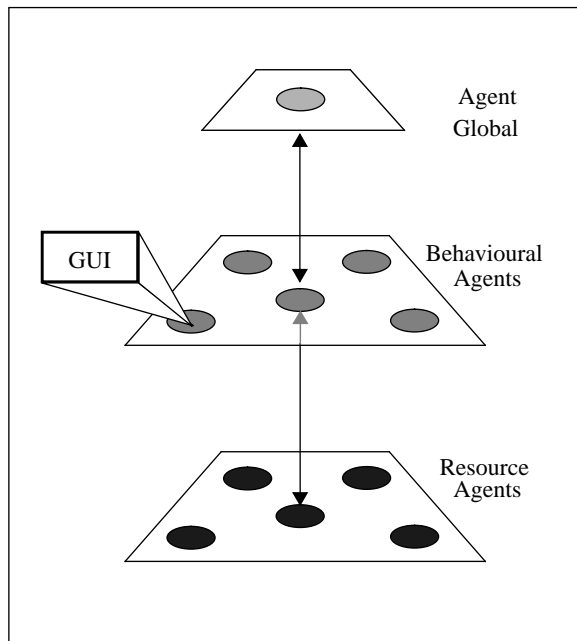 Agent
Global
GUI
Behavioural
Agents
Resource
Agents